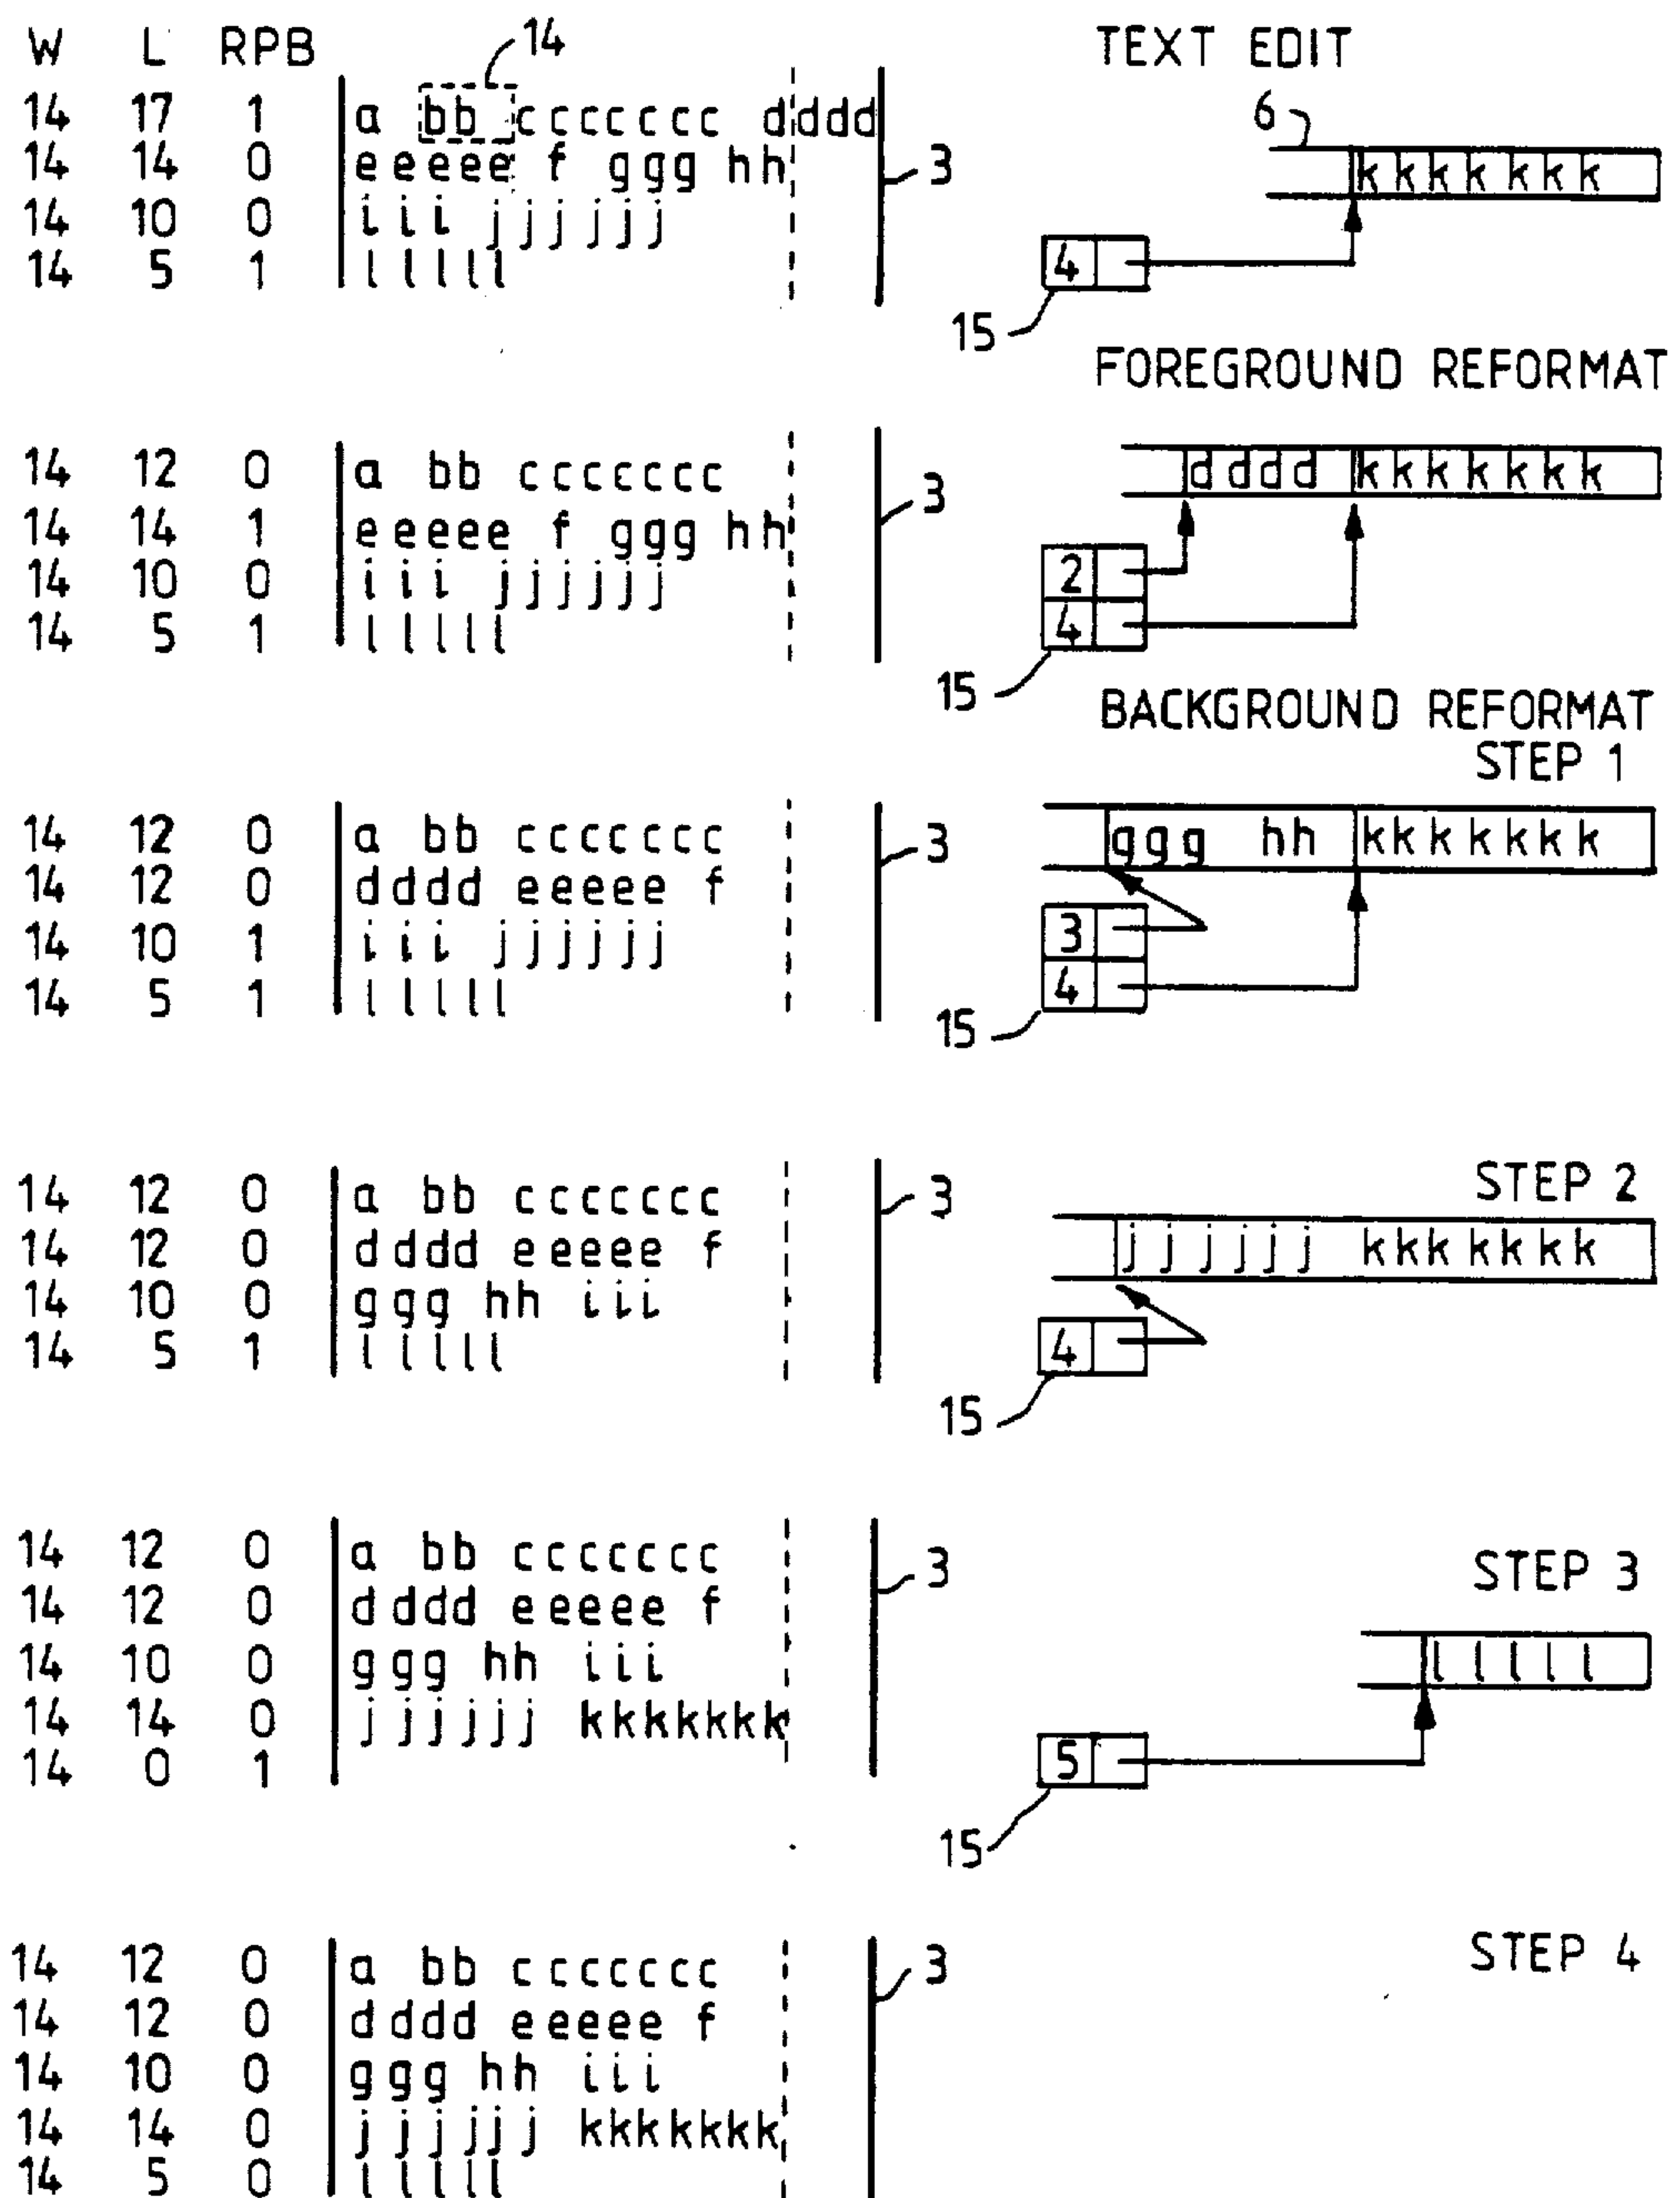 W L RPB 14 TEXT EDIT
14 17 1 a bb ccccccc dddd 6
14 14 0 eeeee f ggg hh 3 kkkkkkk
14 10 0 iii jjjjjj
14 5 1 lllll 4
15
FOREGROUND REFORMAT
14 12 0 a bb ccccccc dddd kkkkkkk
14 14 1 eeeee f ggg hh 3
14 10 0 iii jjjjjj 2
14 5 1 lllll 4
15
BACKGROUND REFORMAT
STEP 1
14 12 0 a bb ccccccc 3 ggg hh kkkkkkk
14 12 0 dddd eeeee f
14 10 1 iii jjjjjj 3
14 5 1 lllll 4
15
14 12 0 a bb ccccccc 3 STEP 2
14 12 0 dddd eeeee f jjjjjj kkkkkkk
14 10 0 ggg hh iii
14 5 1 lllll 4
15
14 12 0 a bb ccccccc 3 STEP 3
14 12 0 dddd eeeee f
14 10 0 ggg hh iii lllll
14 14 0 jjjjjj kkkkkkk
14 0 1 5
15
14 12 0 a bb ccccccc 3 STEP 4
14 12 0 dddd eeeee f
14 10 0 ggg hh iii
14 14 0 jjjjjj kkkkkkk
14 5 0 lllll